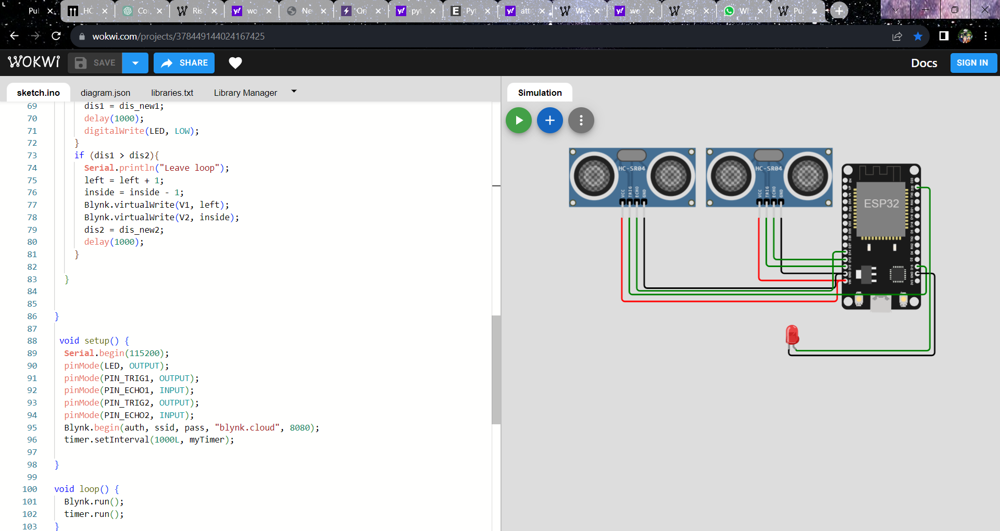 Pu
HC
Co
Ris
wc
Ne
Or
pyt
Pyt
att
We
wo
esp
Wh
Pu
wokwi.com/projects/378449144024167425
WOKWi
SAVE
SHARE
Docs
SIGN IN
sketch.ino
diagram.json
libraries.txt
Library Manager
Simulation
69 dis1 = dis_new1;
70 delay(1000);
71 digitalWrite(LED, LOW);
72 }
73 if (dis1 > dis2){
74 Serial.println("Leave loop");
75 left = left + 1;
76 inside = inside - 1;
77 Blynk.virtualWrite(V1, left);
78 Blynk.virtualWrite(V2, inside);
79 dis2 = dis_new2;
80 delay(1000);
81 }
82
83 }
84
85
86 }
87
88 void setup() {
89 Serial.begin(115200);
90 pinMode(LED, OUTPUT);
91 pinMode(PIN_TRIG1, OUTPUT);
92 pinMode(PIN_ECHO1, INPUT);
93 pinMode(PIN_TRIG2, OUTPUT);
94 pinMode(PIN_ECHO2, INPUT);
95 Blynk.begin(auth, ssid, pass, "blynk.cloud", 8080);
96 timer.setInterval(1000L, myTimer);
97
98 }
99
100 void loop() {
101 Blynk.run();
102 timer.run();
103 }
HC-SR04
VCC
TRIG
ECHO
GND
HC-SR04
VCC
TRIG
ECHO
GND
ESP32